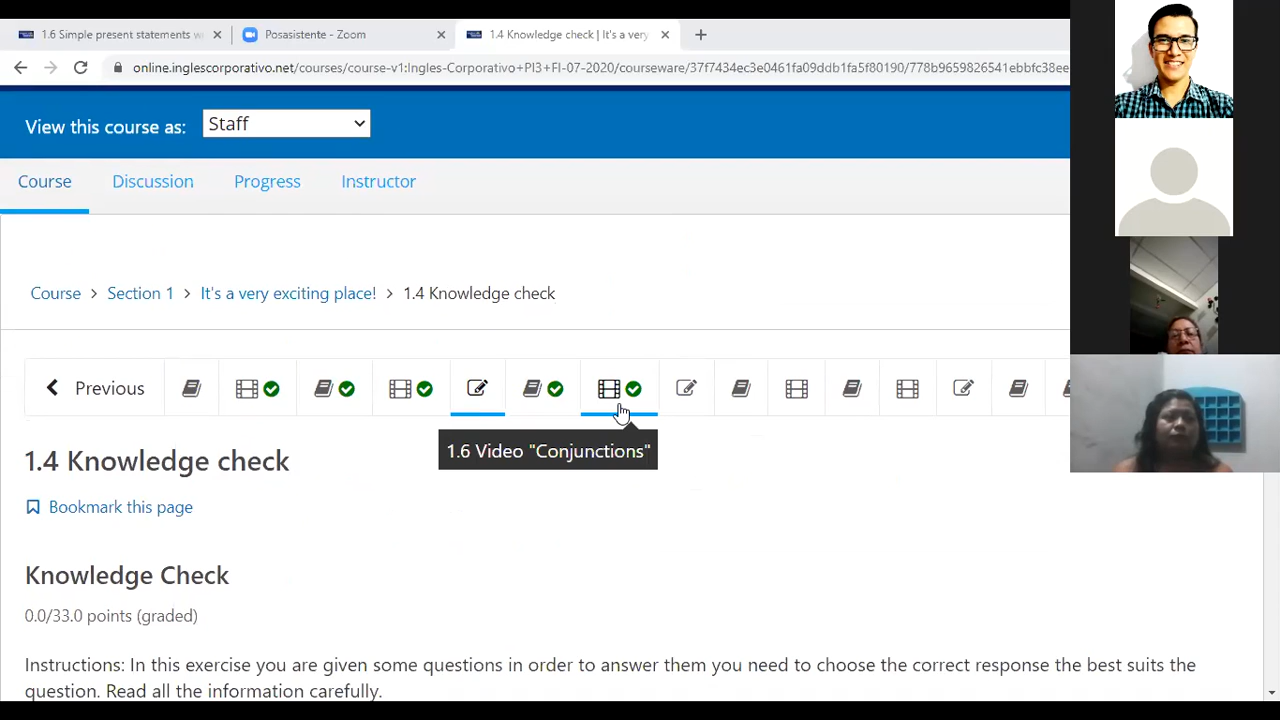 1.6 Simple present statements w
Posasistente - Zoom
1.4 Knowledge check | It's a very
online.inglescorporativo.net/courses/course-v1:Ingles-Corporativo+PI3+FI-07-2020/courseware/37f7434ec3e0461fa09ddb1fa5f80190/778b9659826541ebbfc38ee
View this course as:
Staff
Course
Discussion
Progress
Instructor
Course > Section 1 > It's a very exciting place! > 1.4 Knowledge check
Previous
1.6 Video "Conjunctions"
1.4 Knowledge check
Bookmark this page
Knowledge Check
0.0/33.0 points (graded)
Instructions: In this exercise you are given some questions in order to answer them you need to choose the correct response the best suits the
question. Read all the information carefully.